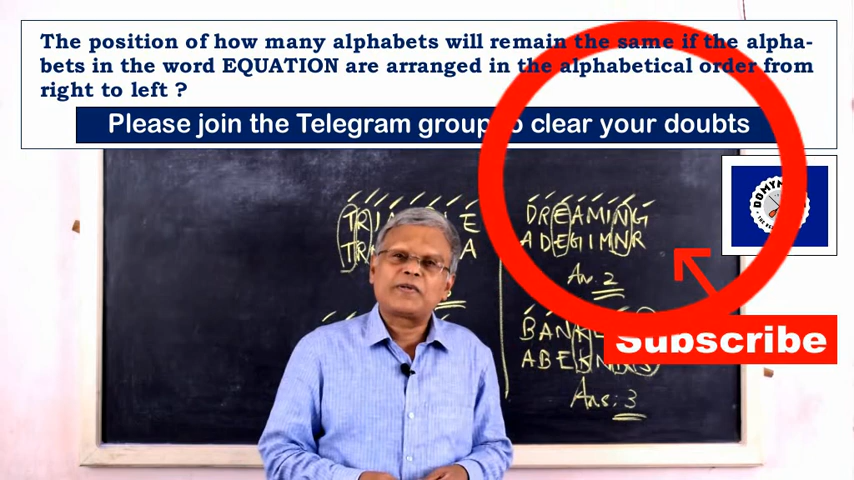 The position of how many alphabets will remain the same if the alpha-
bets in the word EQUATION are arranged in the alphabetical order from
right to left ?
Please join the Telegram group to clear your doubts
E
A
DREAMING
ADEGIMNR
Ans. 2
BAN
ABEK
Ans: 3
Subscribe